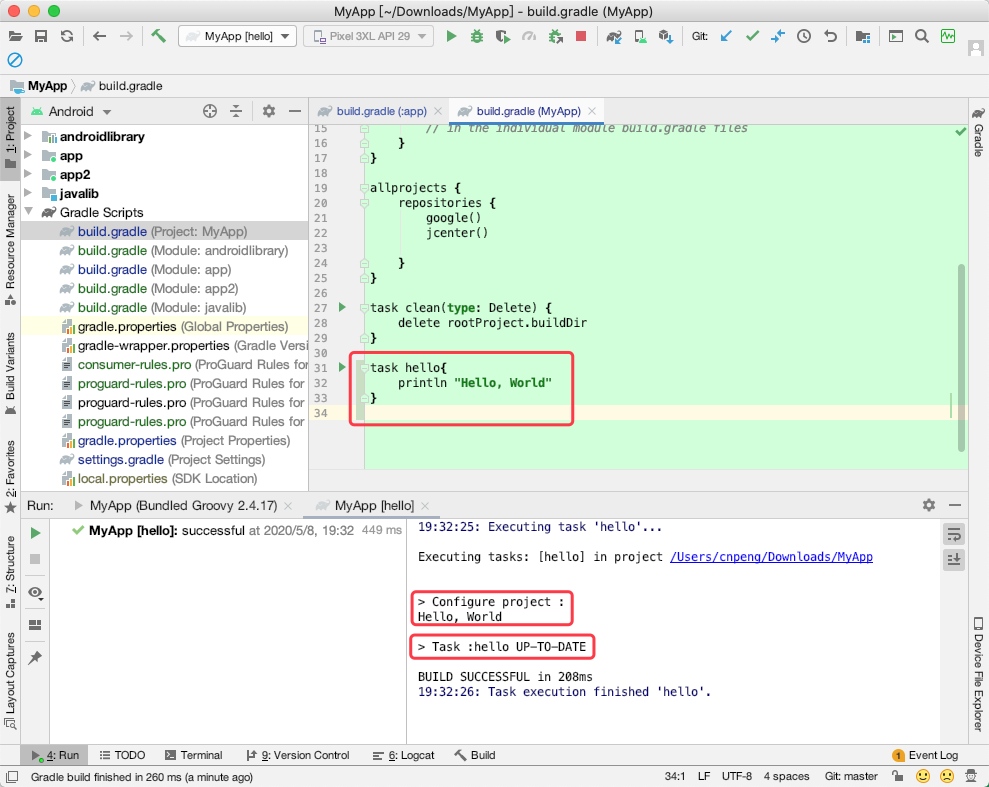 MyApp [~/Downloads/MyApp] - build.gradle (MyApp)
MyApp [hello]
Pixel 3XL API 29
Git:
MyApp
build.gradle
1: Project
Resource Manager
Build Variants
2: Favorites
Z: Structure
Layout Captures
Android
androidlibrary
app
app2
javalib
Gradle Scripts
build.gradle (Project: MyApp)
build.gradle (Module: androidlibrary)
build.gradle (Module: app)
build.gradle (Module: app2)
build.gradle (Module: javalib)
gradle.properties (Global Properties)
gradle-wrapper.properties (Gradle Versi
consumer-rules.pro (ProGuard Rules for
proguard-rules.pro (ProGuard Rules for
proguard-rules.pro (ProGuard Rules for
proguard-rules.pro (ProGuard Rules for
gradle.properties (Project Properties)
settings.gradle (Project Settings)
local.properties (SDK Location)
build.gradle (:app)
build.gradle (MyApp)
15 // in the individual module build.gradle files
16 }
17 }
18
19 allprojects {
20 repositories {
21 google()
22 jcenter()
23
24 }
25 }
26
27 task clean(type: Delete) {
28 delete rootProject.buildDir
29 }
30
31 task hello{
32 println "Hello, World"
33 }
34
Gradle
Device File Explorer
Run:
MyApp (Bundled Groovy 2.4.17)
MyApp [hello]
MyApp [hello]: successful at 2020/5/8, 19:32 449 ms
19:32:25: Executing task 'hello'...
Executing tasks: [hello] in project /Users/cnpeng/Downloads/MyApp
> Configure project :
Hello, World
> Task :hello UP-TO-DATE
BUILD SUCCESSFUL in 208ms
19:32:26: Task execution finished 'hello'.
4: Run
TODO
Terminal
9: Version Control
6: Logcat
Build
1 Event Log
Gradle build finished in 260 ms (a minute ago)
34:1 LF UTF-8 4 spaces Git: master